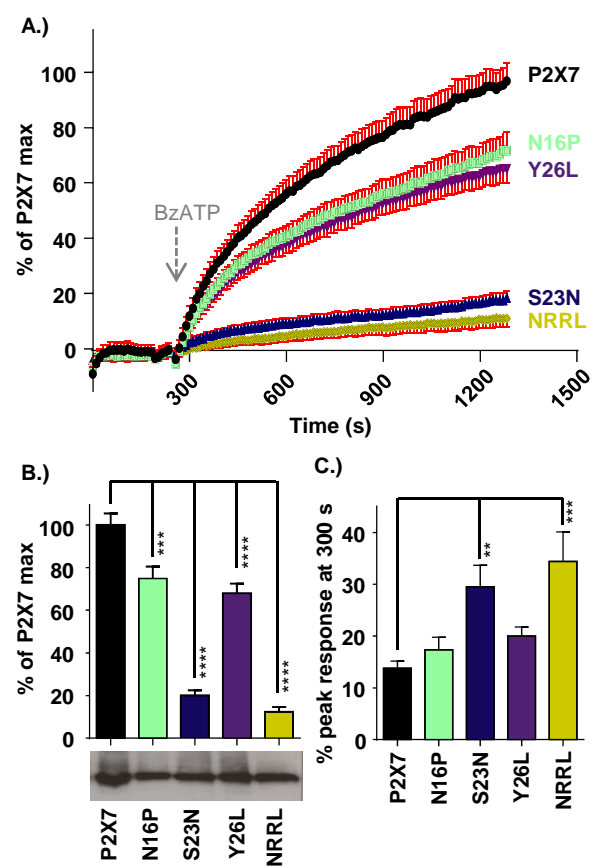 A.)
% of P2X7 max
100
80
60
40
20
0
BzATP
P2X7
N16P
Y26L
S23N
NRRL
300
600
900
1200
1500
Time (s)
B.)
% of P2X7 max
100
80
60
40
20
0
***
****
****
****
P2X7
N16P
S23N
Y26L
NRRL
C.)
% peak response at 300 s
40
30
20
10
0
**
***
P2X7
N16P
S23N
Y26L
NRRL